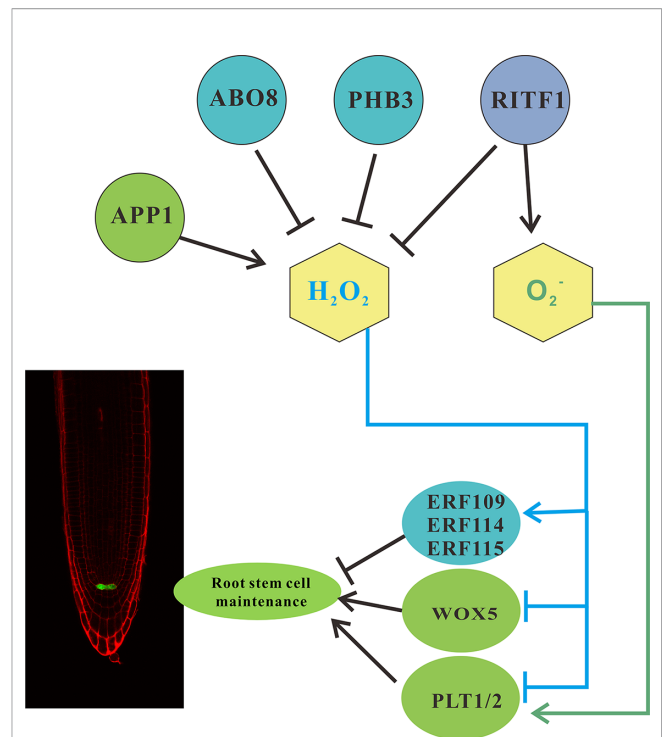 ABO8
PHB3
RITF1
APP1
H₂O₂
O₂⁻
ERF109
ERF114
ERF115
Root stem cell
maintenance
WOX5
PLT1/2